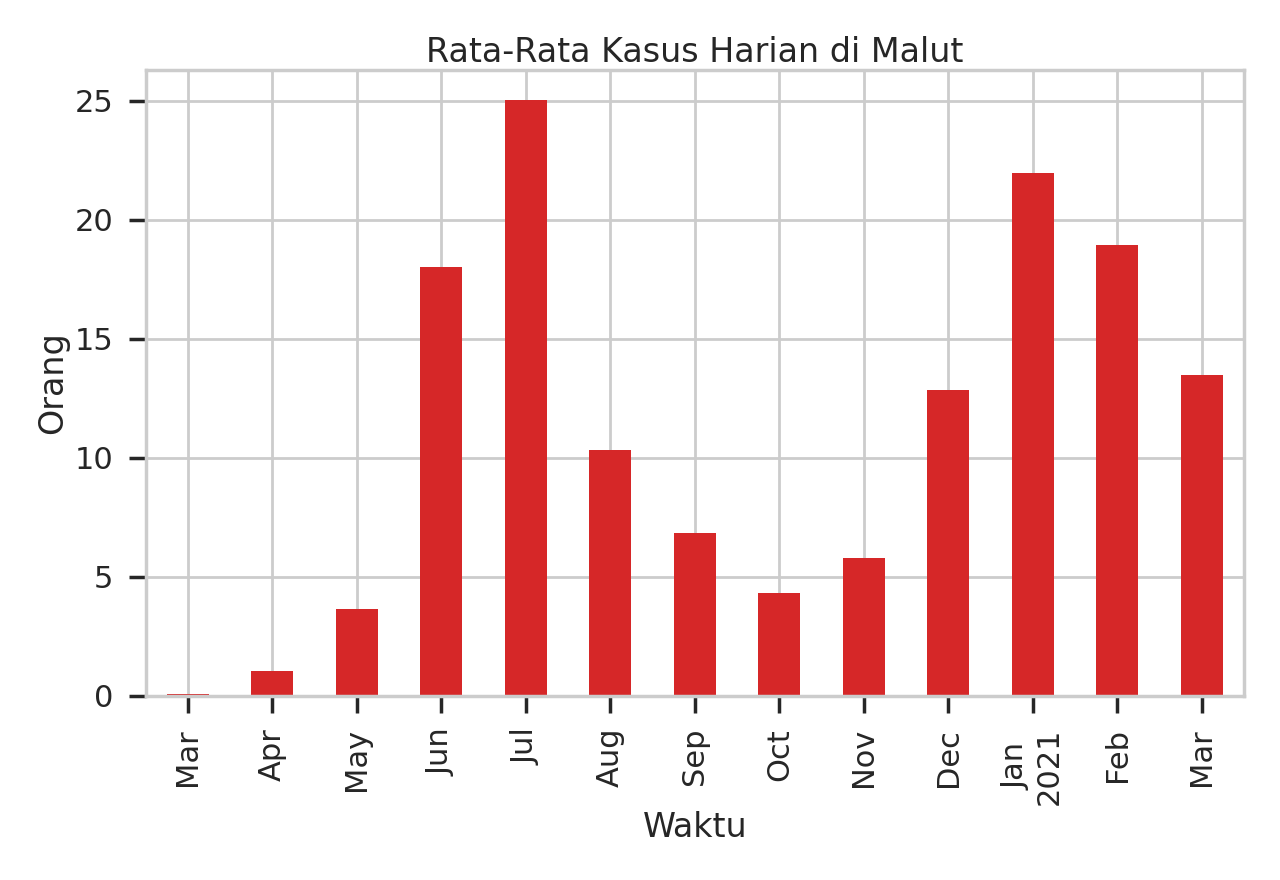 Rata-Rata Kasus Harian di Malut
25
20
15
10
5
0
Orang
Mar
Apr
May
Jun
Jul
Aug
Sep
Oct
Nov
Dec
Jan
2021
Feb
Mar
Waktu